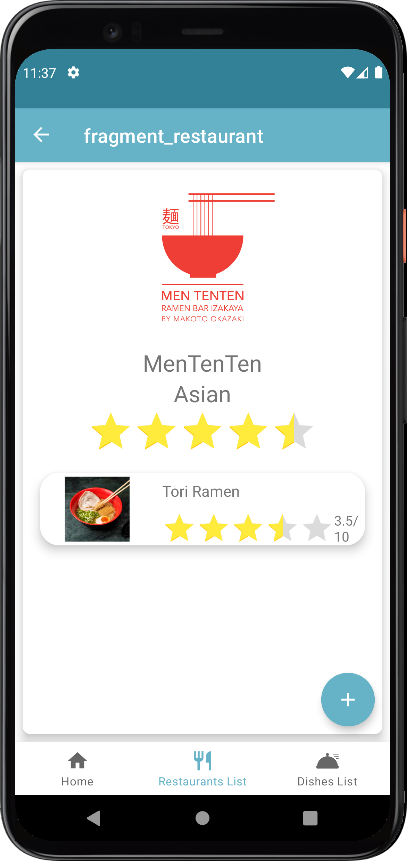 11:37
fragment_restaurant
麺
TOKYO
MEN TENTEN
RAMEN BAR IZAKAYA
BY MAKOTO OKAZAKI
MenTenTen
Asian
Tori Ramen
3.5/
10
Home
Restaurants List
Dishes List